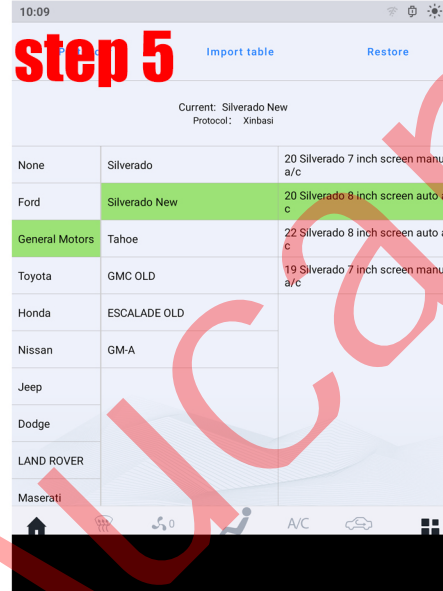 10:09
step 5
Import table
Restore
Current: Silverado New
Protocol: Xinbasi
None
Silverado
20 Silverado 7 inch screen manu
a/c
Ford
Silverado New
20 Silverado 8 inch screen auto a
c
General Motors
Tahoe
22 Silverado 8 inch screen auto a
c
Toyota
GMC OLD
19 Silverado 7 inch screen manu
a/c
Honda
ESCALADE OLD
Nissan
GM-A
Jeep
Dodge
LAND ROVER
Maserati
0
A/C